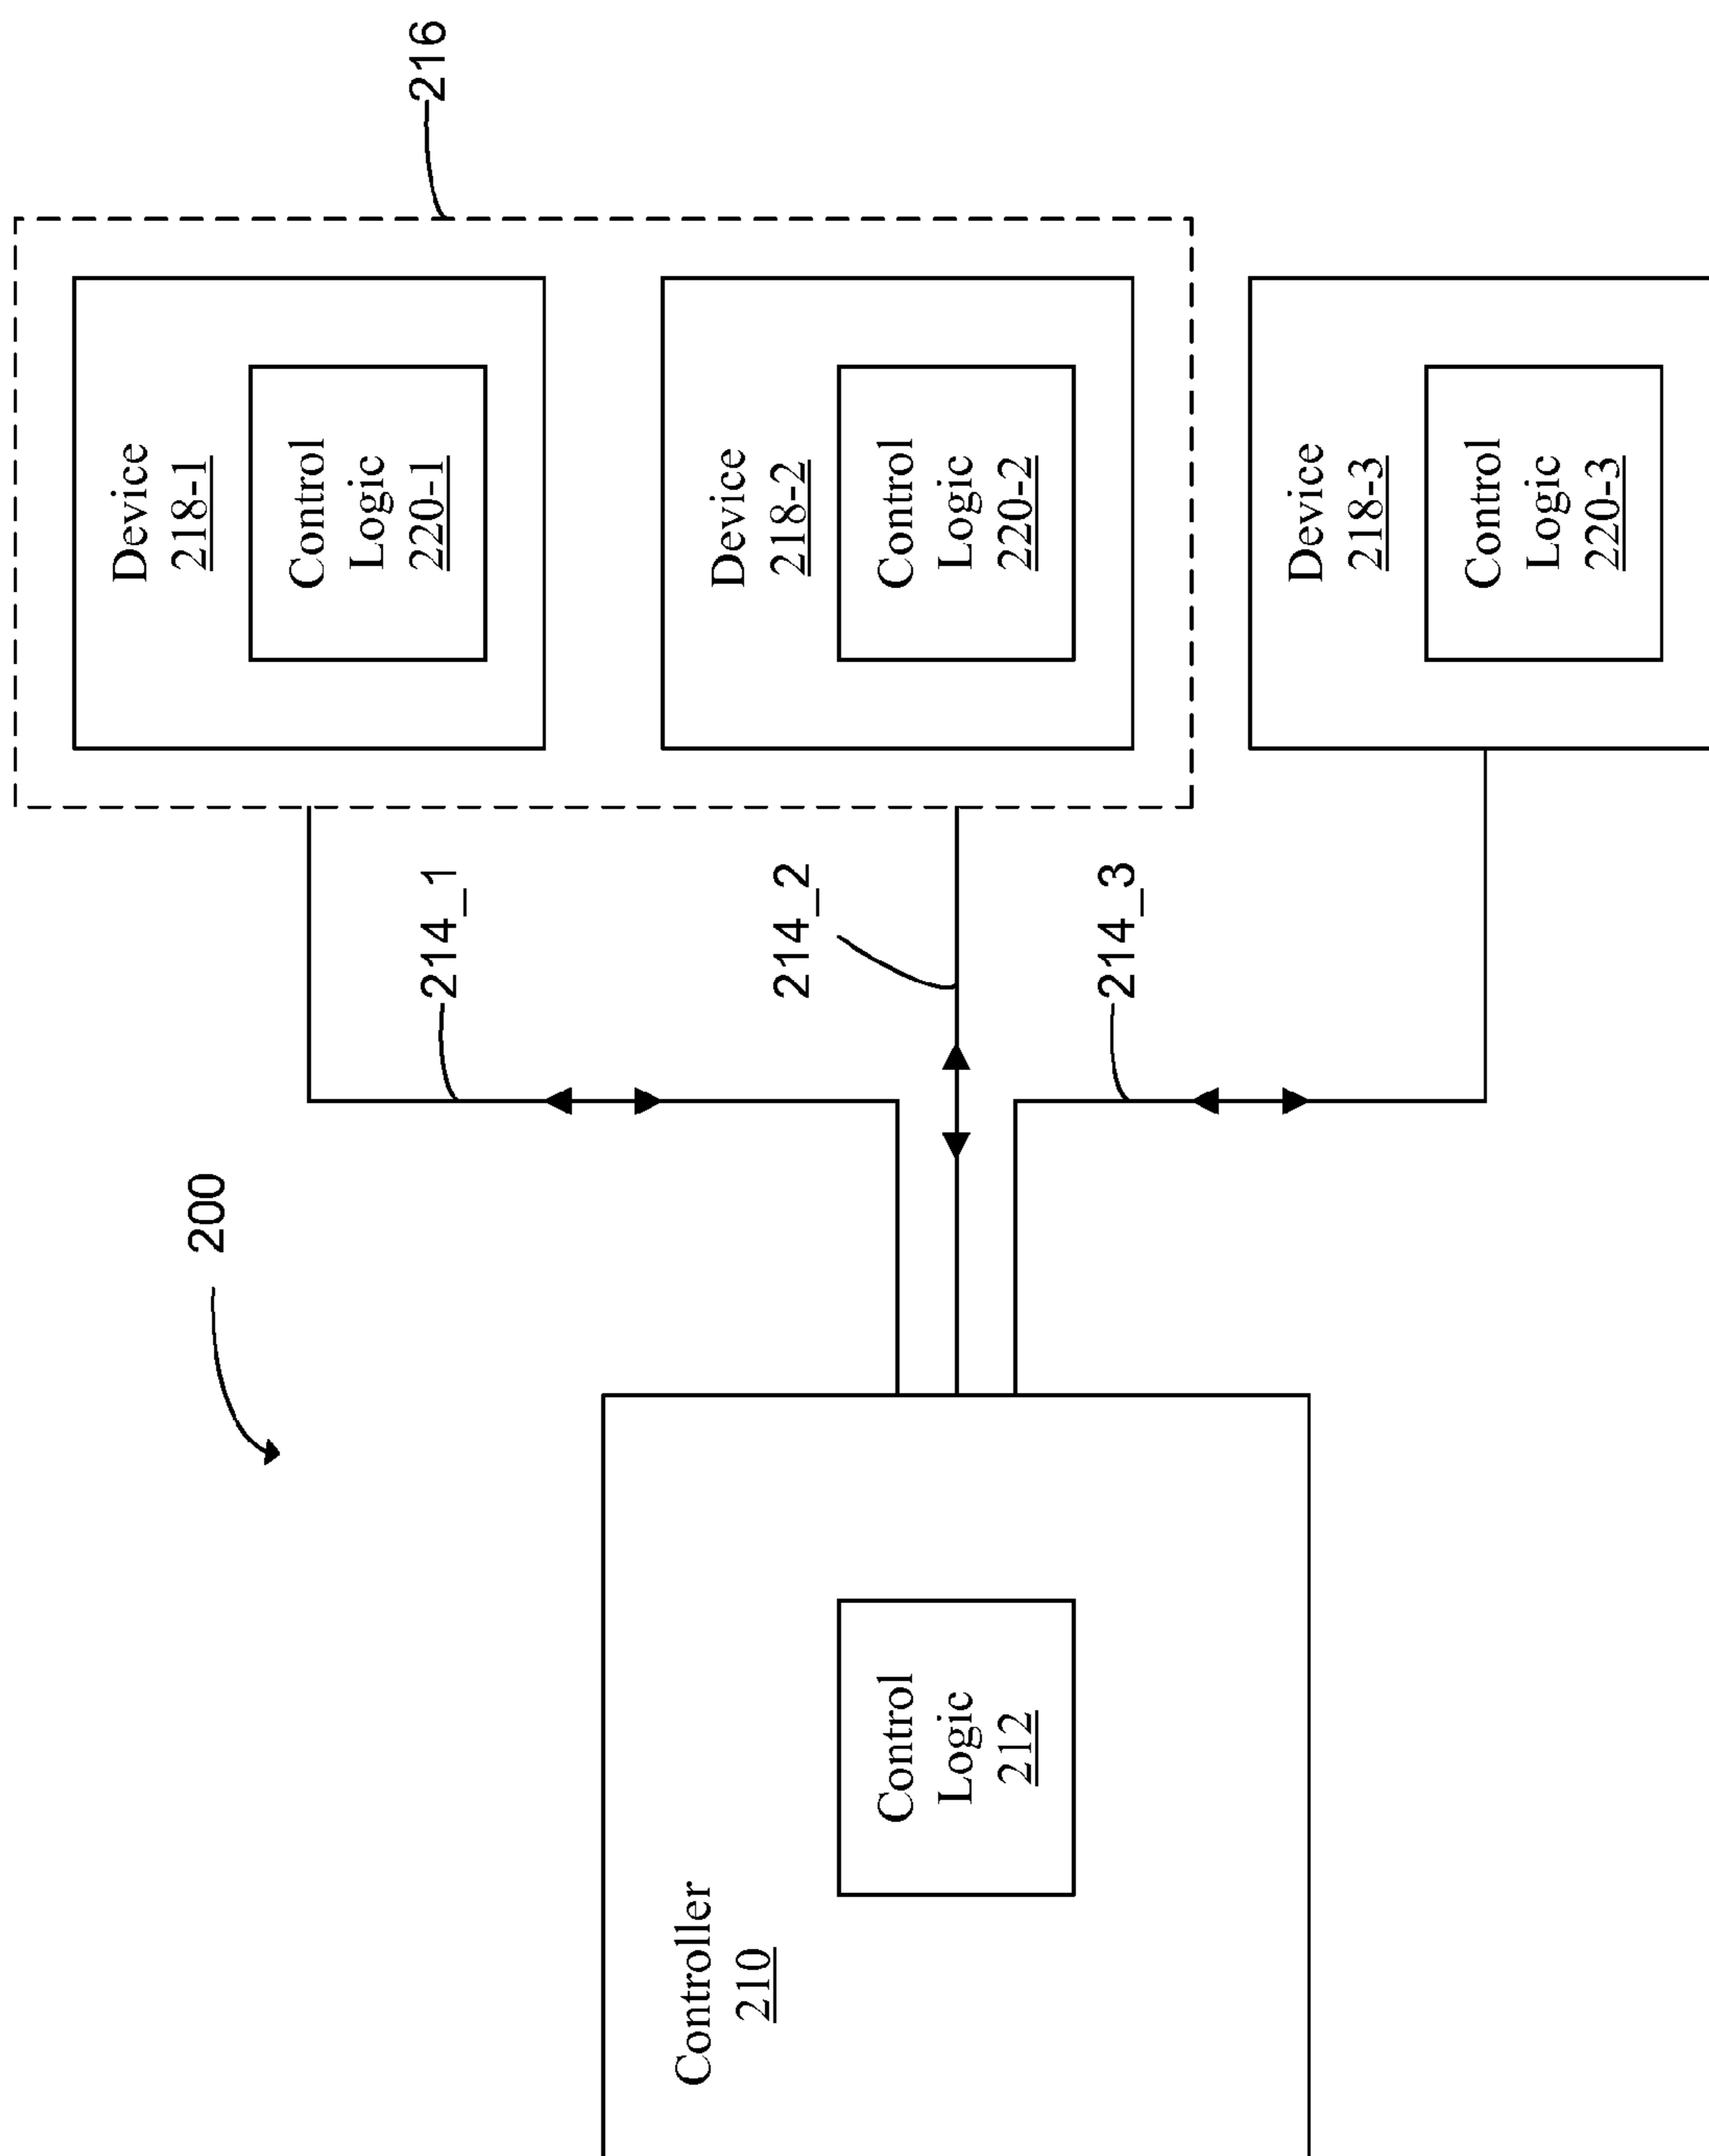 200
216
Device
218-1
Control
Logic
220-1
214_1
Device
218-2
Control
Logic
220-2
214_2
214_3
Device
218-3
Control
Logic
220-3
Controller
210
Control
Logic
212